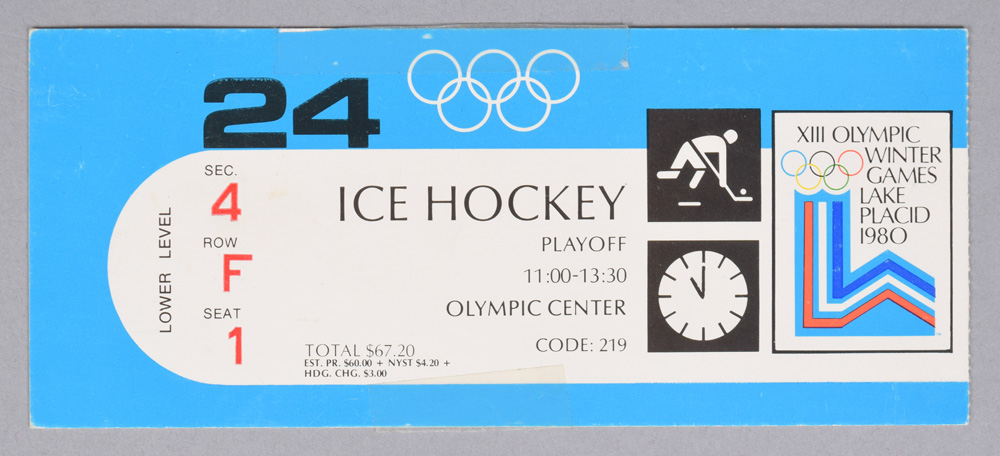 24
SEC.
4
ROW
F
SEAT
1
LOWER LEVEL
ICE HOCKEY
PLAYOFF
11:00-13:30
OLYMPIC CENTER
CODE: 219
TOTAL $67.20
EST. PR. $60.00 + NYST $4.20 +
HDG. CHG. $3.00
XIII OLYMPIC
WINTER
GAMES
LAKE
PLACID
1980